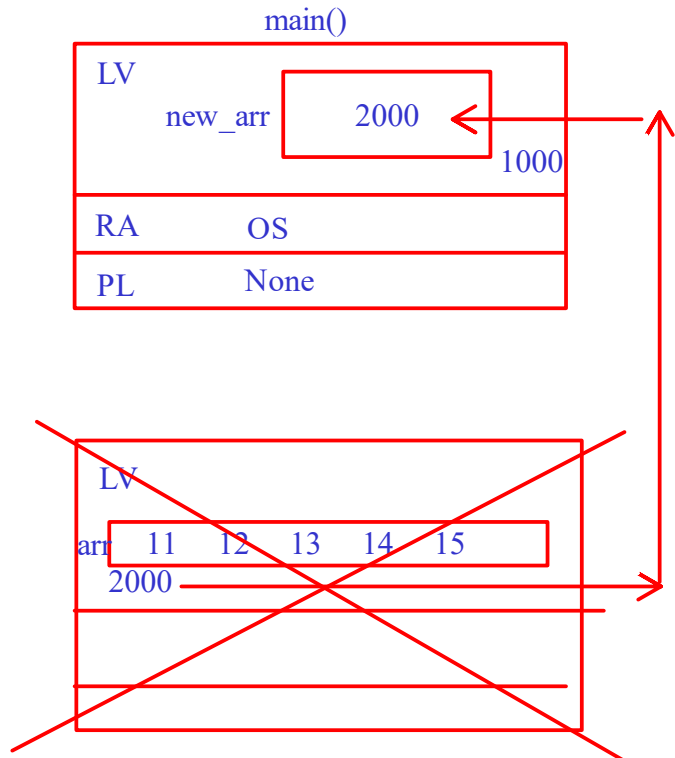 main()
LV
new_arr 2000
1000
RA OS
PL None
LV
arr 11 12 13 14 15
2000